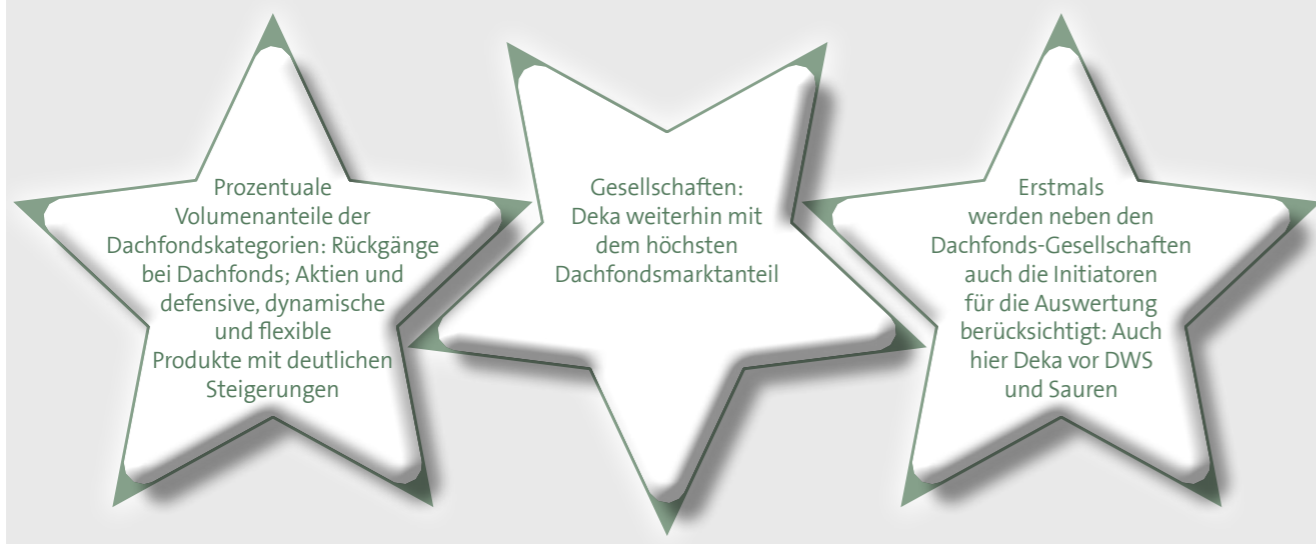 Prozentuale
Volumenanteile der
Dachfondskategorien: Rückgänge
bei Dachfonds; Aktien und
defensive, dynamische
und flexible
Produkte mit deutlichen
Steigerungen
Gesellschaften:
Deka weiterhin mit
dem höchsten
Dachfondsmarktanteil
Erstmals
werden neben den
Dachfonds-Gesellschaften
auch die Initiatoren
für die Auswertung
berücksichtigt: Auch
hier Deka vor DWS
und Sauren